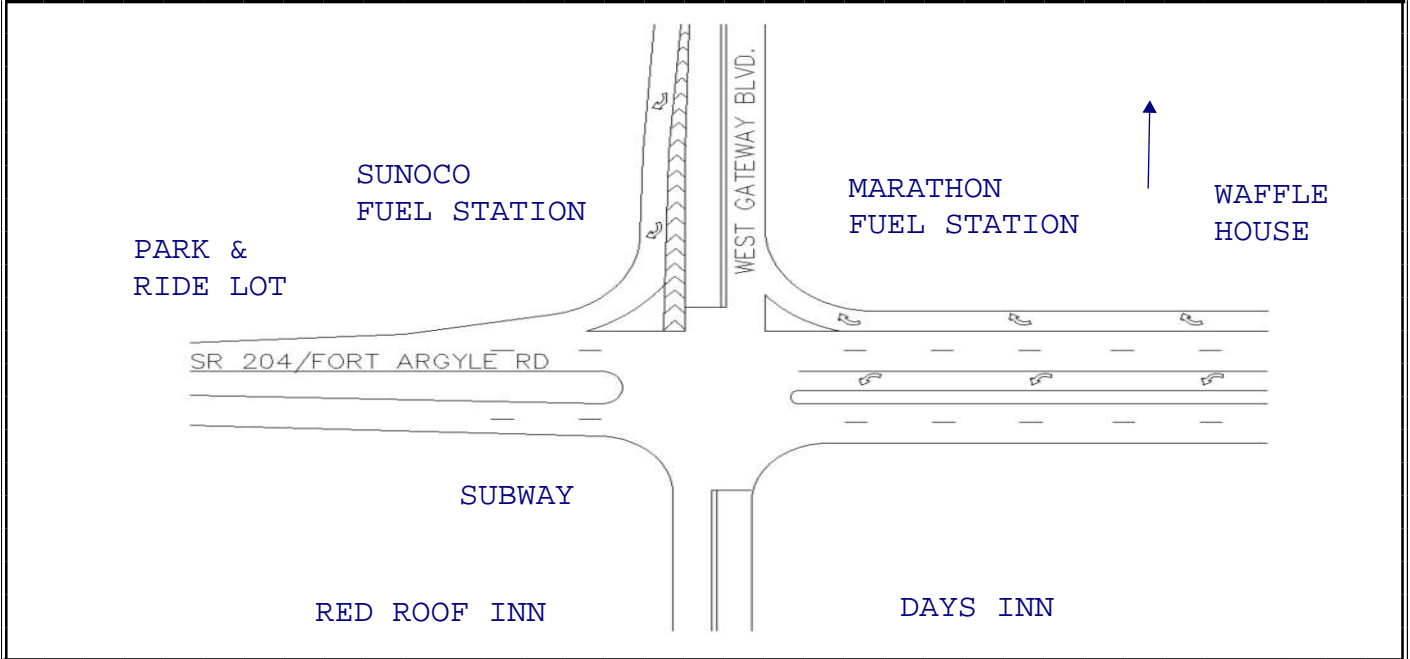 WEST GATEWAY BLVD.
SUNOCO
FUEL STATION
MARATHON
FUEL STATION
WAFFLE
HOUSE
PARK &
RIDE LOT
SR 204/FORT ARGYLE RD
SUBWAY
RED ROOF INN
DAYS INN